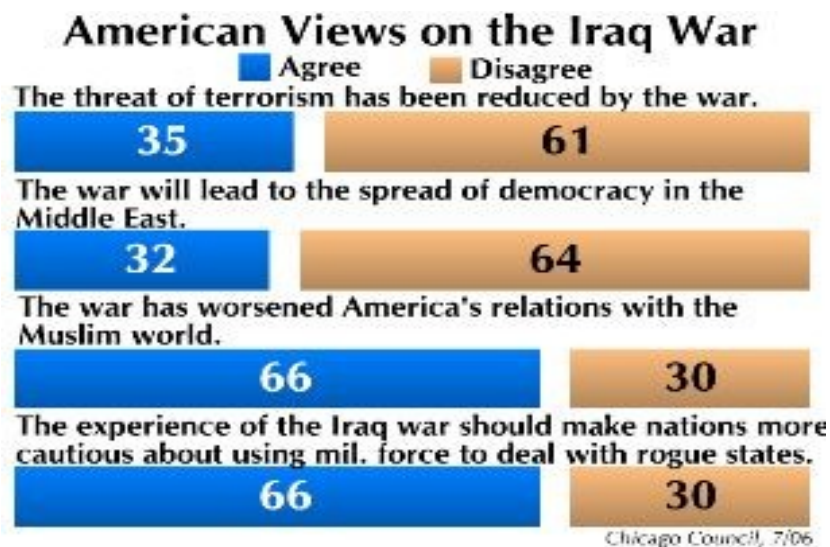 American Views on the Iraq War
Agree Disagree
The threat of terrorism has been reduced by the war.
35 61
The war will lead to the spread of democracy in the
Middle East.
32 64
The war has worsened America's relations with the
Muslim world.
66 30
The experience of the Iraq war should make nations more
cautious about using mil. force to deal with rogue states.
66 30
Chicago Council, 7/06